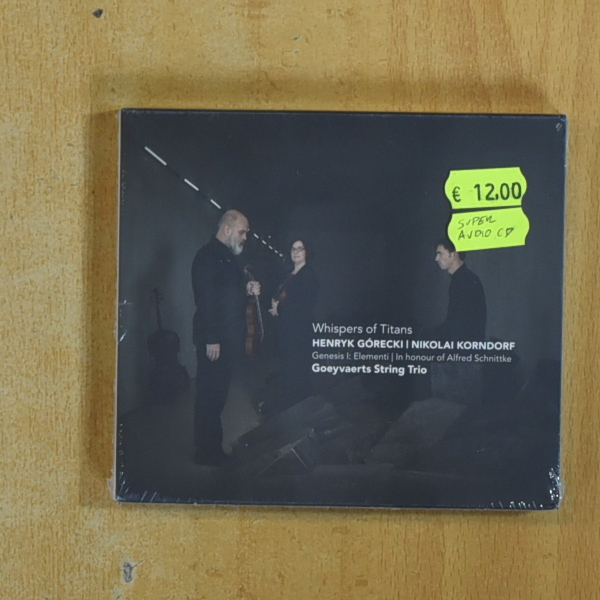 € 12.00
SUPER
AUDIO CD
Whispers of Titans
HENRYK GÓRECKI | NIKOLAI KORNDORF
Genesis I: Elementi | In honour of Alfred Schnittke
Goeyvaerts String Trio